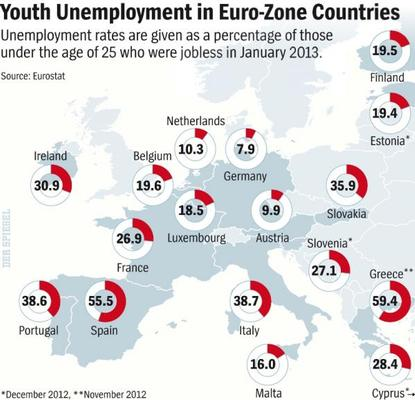 Youth Unemployment in Euro-Zone Countries
Unemployment rates are given as a percentage of those
under the age of 25 who were jobless in January 2013.
Source: Eurostat
19.5
Finland
19.4
Estonia*
Netherlands
10.3
7.9
Germany
Ireland
30.9
Belgium
19.6
18.5
Luxembourg
9.9
Austria
35.9
Slovakia
26.9
France
Slovenia*
27.1
Greece**
59.4
38.6
Portugal
55.5
Spain
38.7
Italy
16.0
Malta
28.4
Cyprus*→
DER SPIEGEL
*December 2012, **November 2012